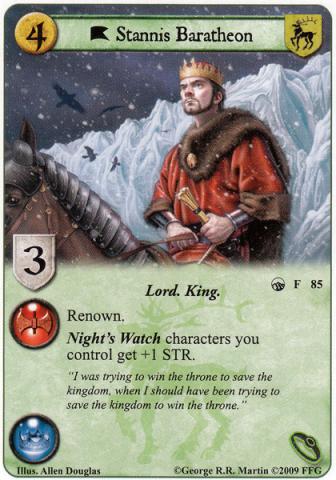 4
Stannis Baratheon
3
Lord. King.
F 85
Renown.
Night's Watch characters you
control get +1 STR.
"I was trying to win the throne to save the
kingdom, when I should have been trying to
save the kingdom to win the throne."
Illus. Allen Douglas
©George R.R. Martin ©2009 FFG